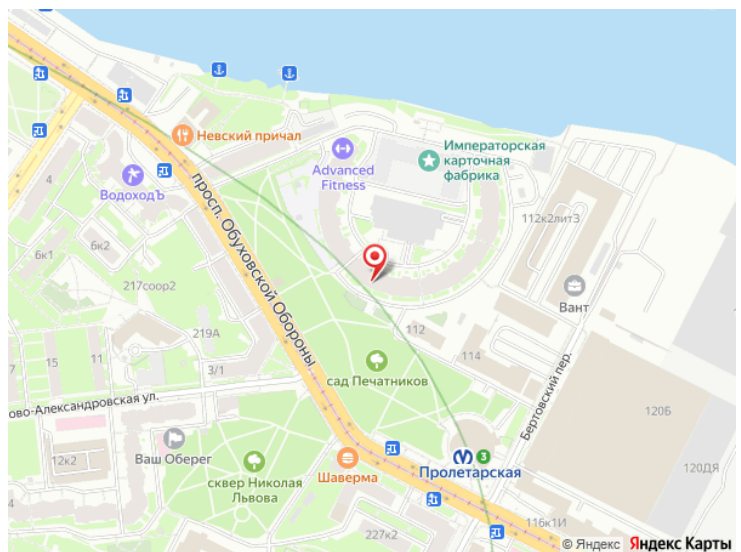 Невский причал
Advanced
Fitness
Императорская
карточная
фабрика
4
ВодоходЪ
просп. Обуховской Обороны
112к2литЗ
6к2
6к1
217соор2
Вант
219А
112
114
15
11
3/1
сад Печатников
Бертовский пер.
ово-Александровская ул.
120Б
12к2
Ваш Оберег
Пролетарская
3
120ДЯ
сквер Николая
Львова
Шаверма
227к2
116к1И
© Яндекс Яндекс Карты